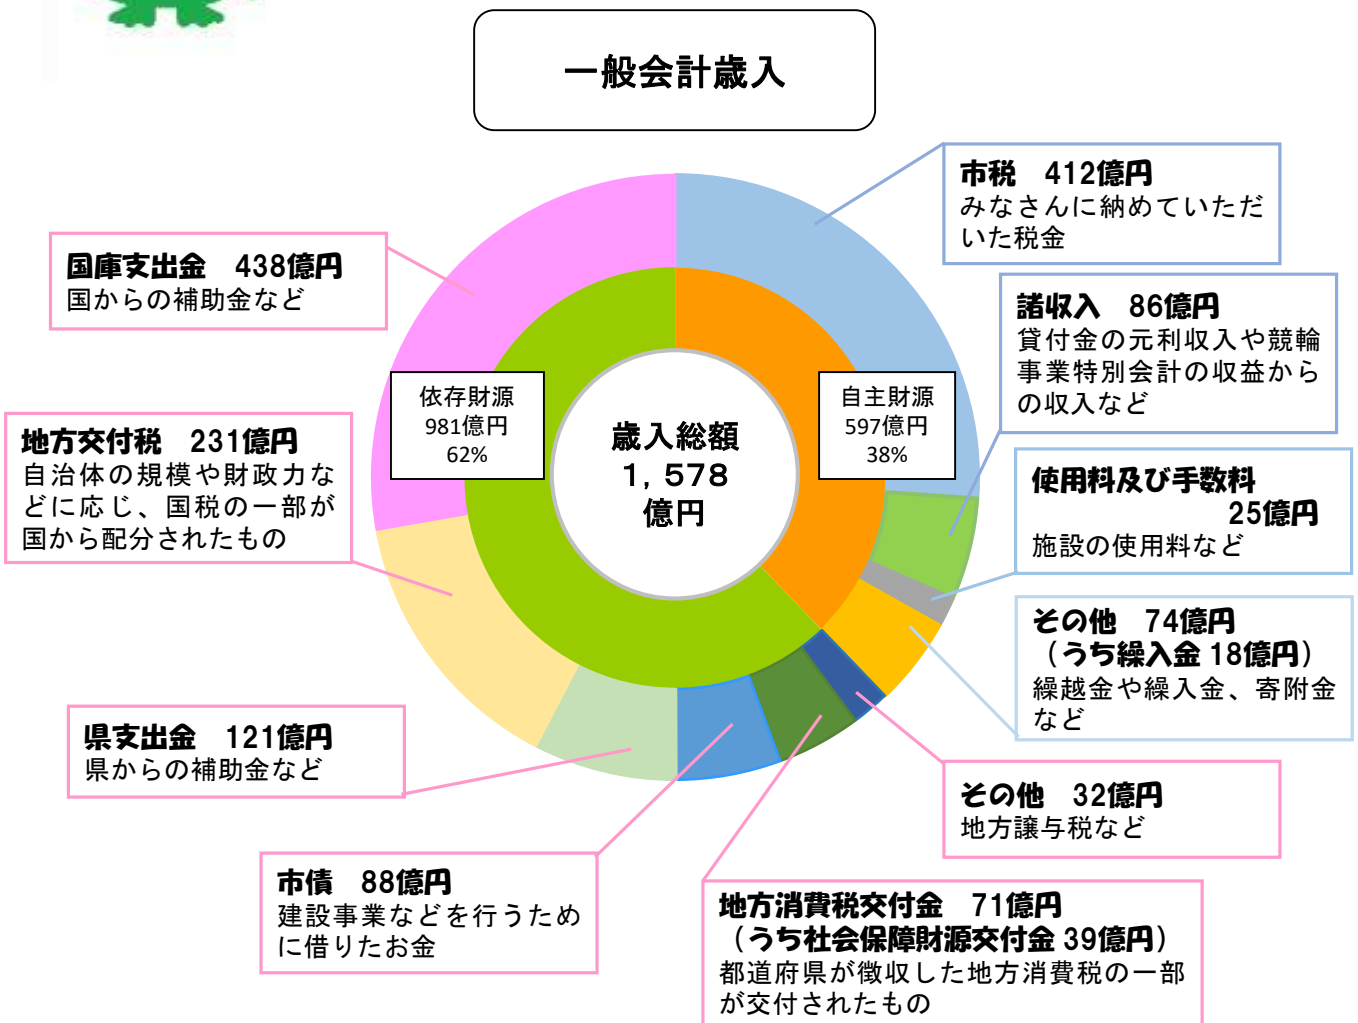 一般会計歳入
市税　412億円
みなさんに納めていただ
いた税金
国庫支出金　438億円
国からの補助金など
諸収入　86億円
貸付金の元利収入や競輪
事業特別会計の収益から
の収入など
依存財源
981億円
62%
歳入総額
1，578
億円
自主財源
597億円
38%
地方交付税　231億円
自治体の規模や財政力な
どに応じ、国税の一部が
国から配分されたもの
使用料及び手数料
25億円
施設の使用料など
その他　74億円
（うち繰入金 18億円）
繰越金や繰入金、寄附金
など
県支出金　121億円
県からの補助金など
その他　32億円
地方譲与税など
市債　88億円
建設事業などを行うため
に借りたお金
地方消費税交付金　71億円
（うち社会保障財源交付金 39億円）
都道府県が徴収した地方消費税の一部
が交付されたもの